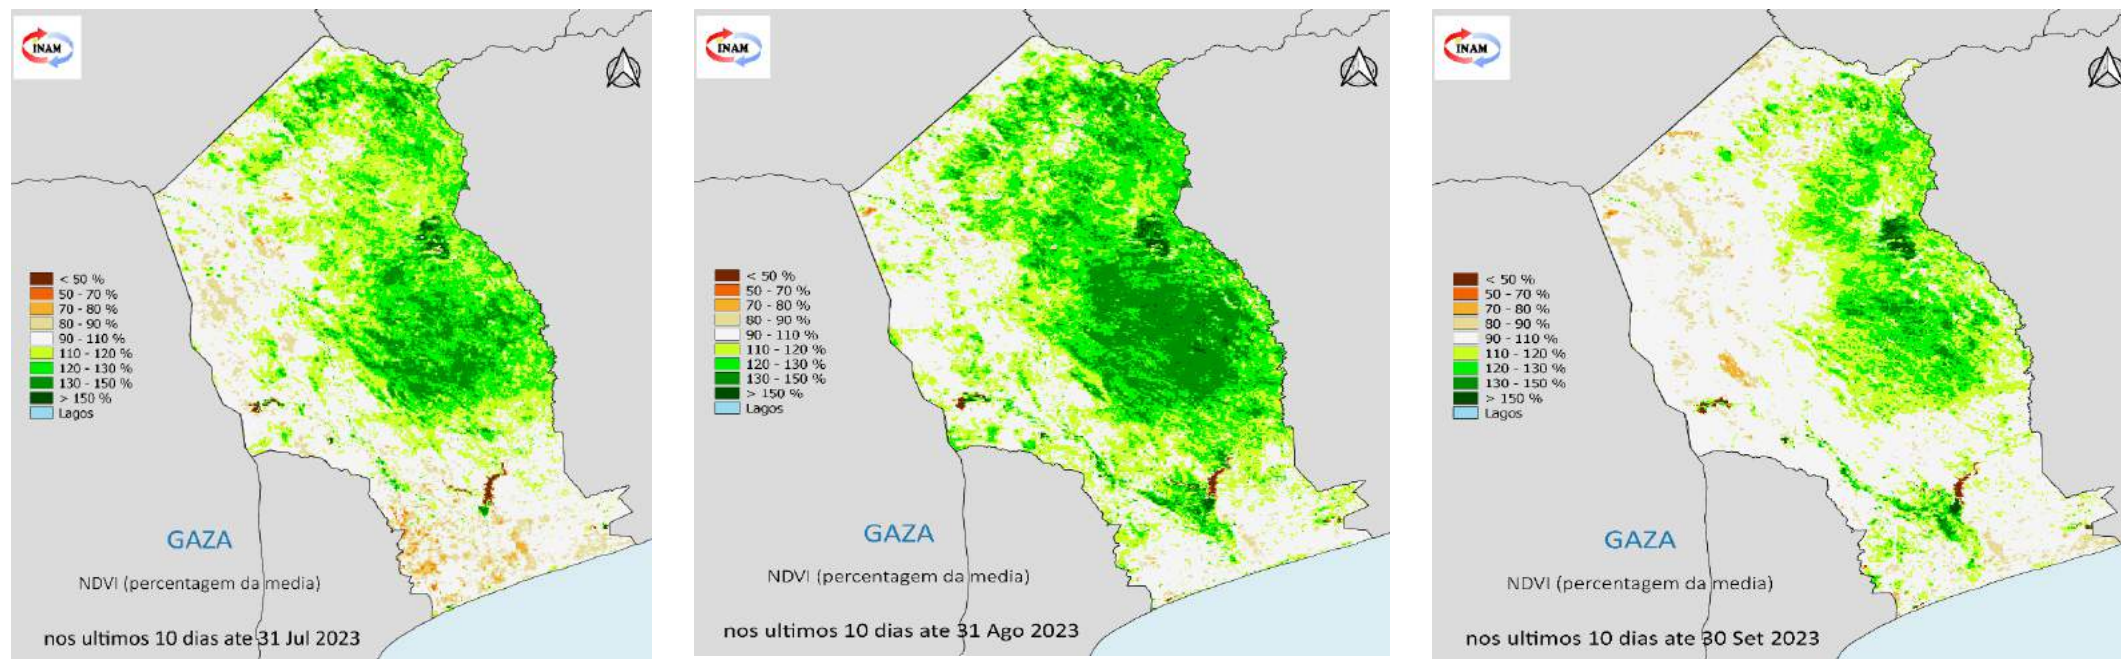 INAM
< 50 %
50 - 70 %
70 - 80 %
80 - 90 %
90 - 110 %
110 - 120 %
120 - 130 %
130 - 150 %
> 150 %
Lagos
GAZA
NDVI (percentagem da media)
nos ultimos 10 dias ate 31 Jul 2023
INAM
< 50 %
50 - 70 %
70 - 80 %
80 - 90 %
90 - 110 %
110 - 120 %
120 - 130 %
130 - 150 %
> 150 %
Lagos
GAZA
NDVI (percentagem da media)
nos ultimos 10 dias ate 31 Ago 2023
INAM
< 50 %
50 - 70 %
70 - 80 %
80 - 90 %
90 - 110 %
110 - 120 %
120 - 130 %
130 - 150 %
> 150 %
Lagos
GAZA
NDVI (percentagem da media)
nos ultimos 10 dias ate 30 Set 2023